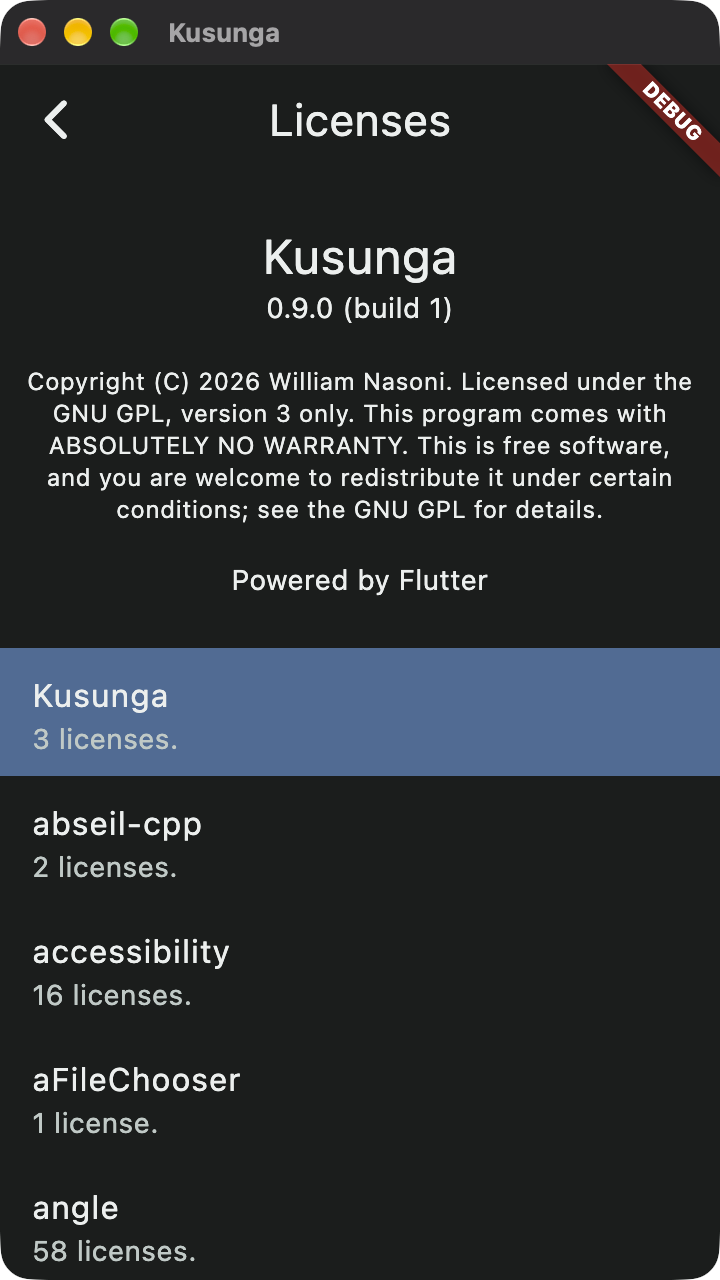 Kusunga
DEBUG
Licenses
Kusunga
0.9.0 (build 1)
Copyright (C) 2026 William Nasoni. Licensed under the
GNU GPL, version 3 only. This program comes with
ABSOLUTELY NO WARRANTY. This is free software,
and you are welcome to redistribute it under certain
conditions; see the GNU GPL for details.
Powered by Flutter
Kusunga
3 licenses.
abseil-cpp
2 licenses.
accessibility
16 licenses.
aFileChooser
1 license.
angle
58 licenses.